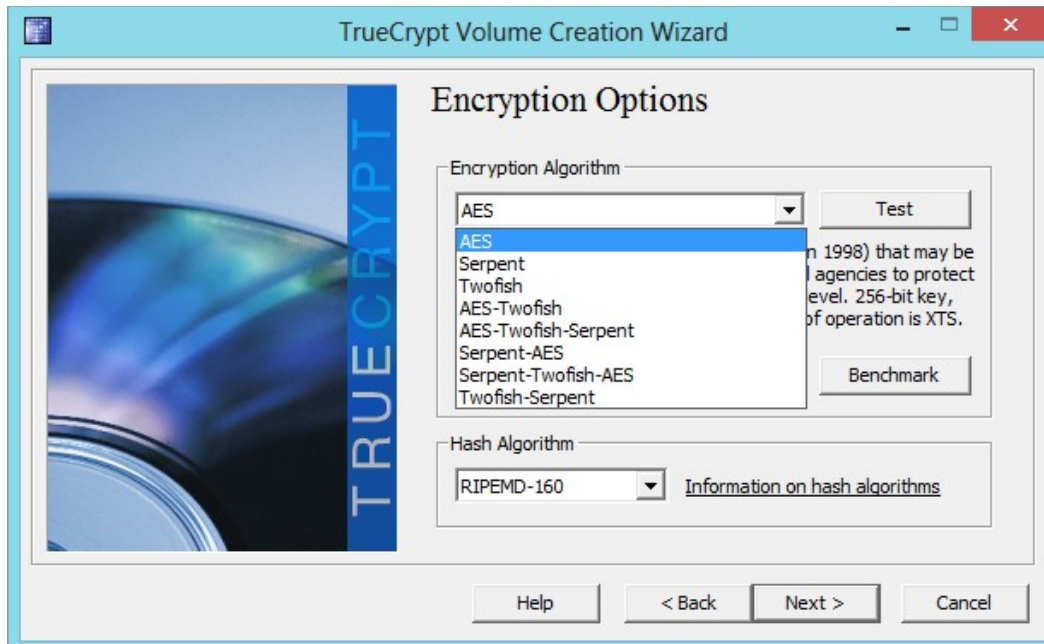 TrueCrypt Volume Creation Wizard
TRUECRYPT
Encryption Options
Encryption Algorithm
AES
Test
AES
Serpent
Twofish
AES-Twofish
AES-Twofish-Serpent
Serpent-AES
Serpent-Twofish-AES
Twofish-Serpent
n 1998) that may be
agencies to protect
evel. 256-bit key,
of operation is XTS.
Benchmark
Hash Algorithm
RIPEMD-160
Information on hash algorithms
Help
< Back
Next >
Cancel